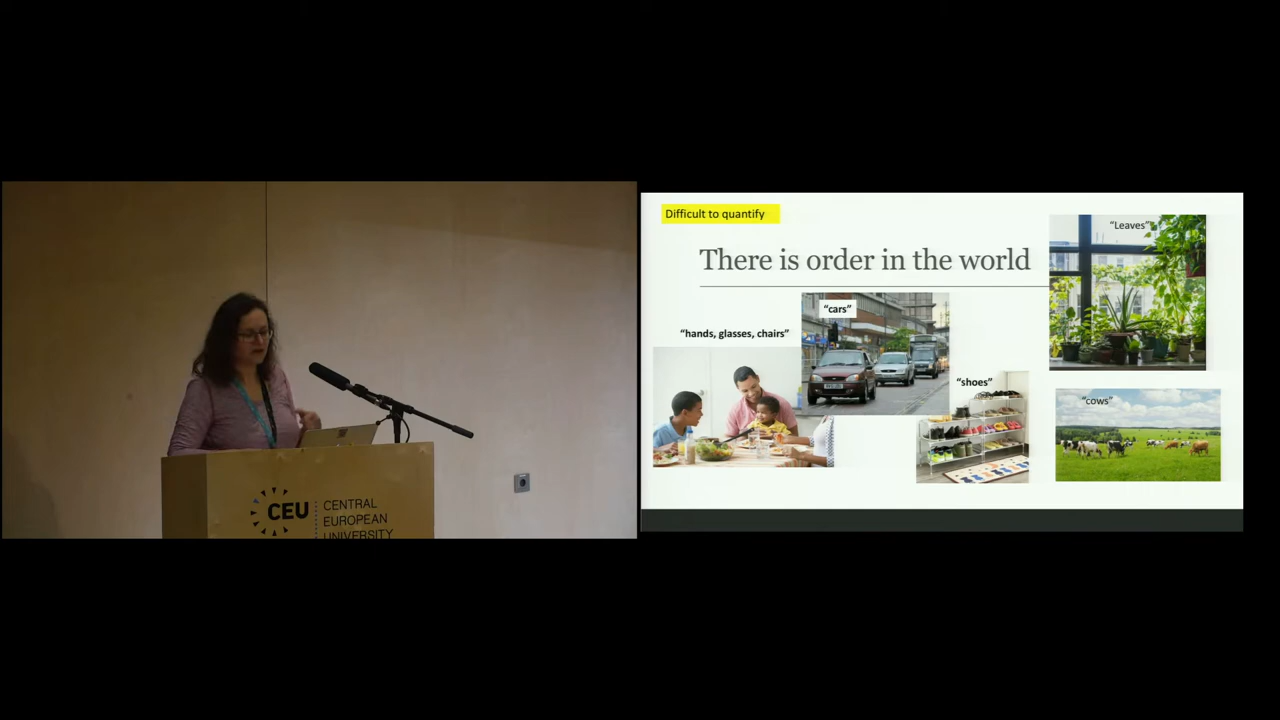 CEU
CENTRAL
EUROPEAN
UNIVERSITY
Difficult to quantify
There is order in the world
"Leaves"
"cars"
"hands, glasses, chairs"
"shoes"
"cows"